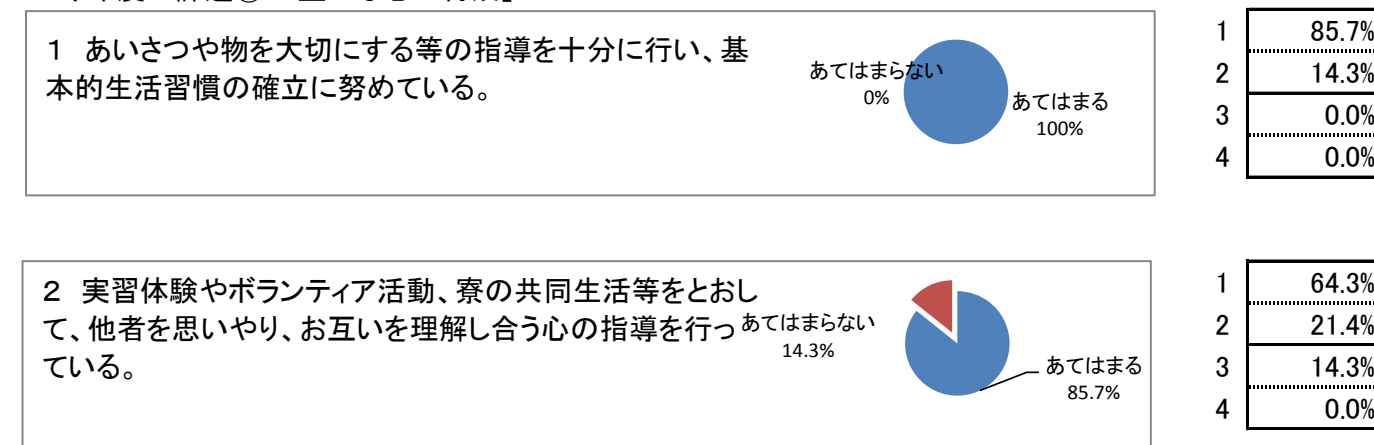 1　あいさつや物を大切にする等の指導を十分に行い、基
本的生活習慣の確立に努めている。
あてはまらない
0%
あてはまる
100%
1 85.7%
2 14.3%
3 0.0%
4 0.0%
2　実習体験やボランティア活動、寮の共同生活等をとおし
て、他者を思いやり、お互いを理解し合う心の指導を行っ
ている。
あてはまらない
14.3%
あてはまる
85.7%
1 64.3%
2 21.4%
3 14.3%
4 0.0%